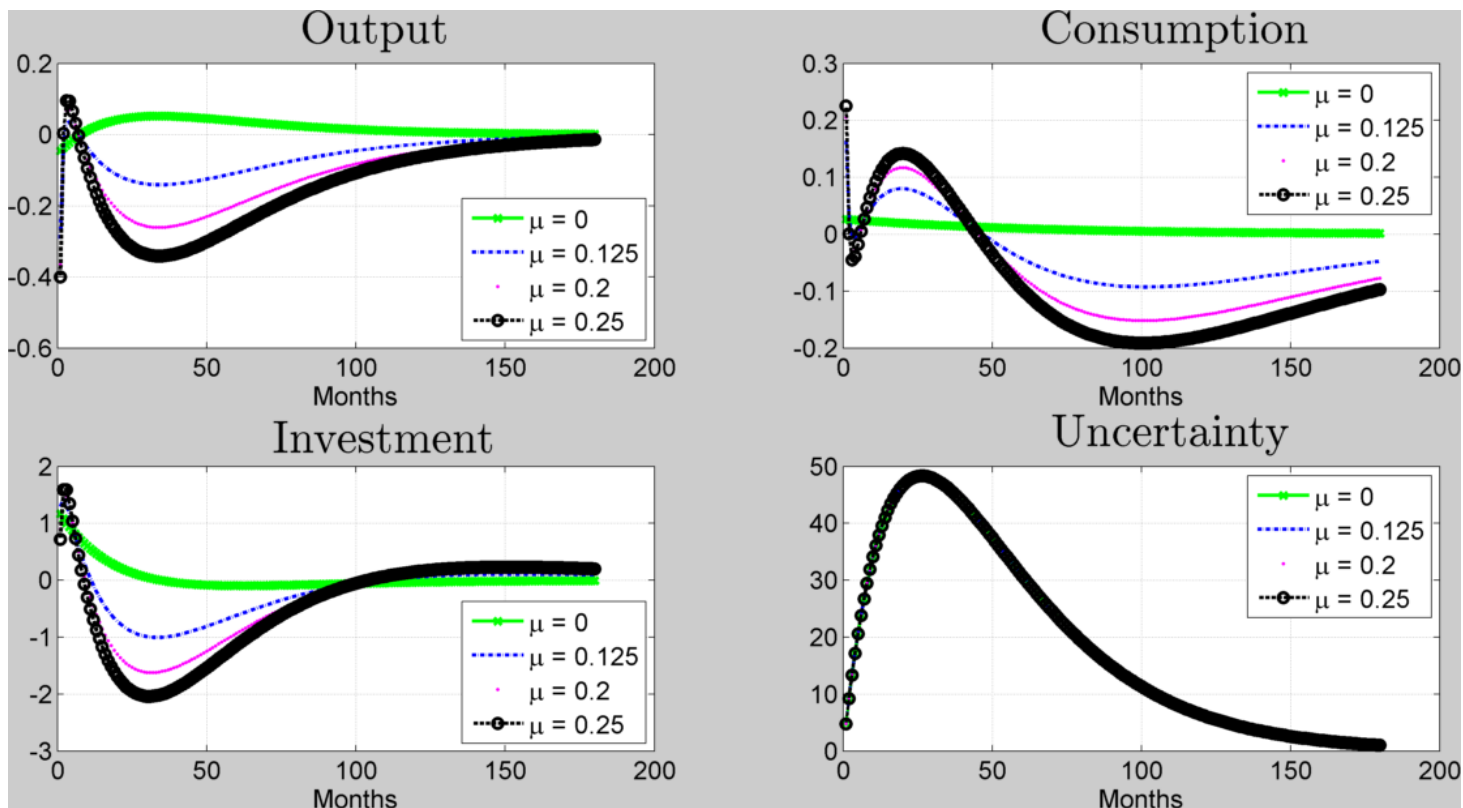 Output
0.2
0
-0.2
-0.4
-0.6
0
50
100
150
200
Months
μ = 0
μ = 0.125
μ = 0.2
μ = 0.25
Consumption
0.3
0.2
0.1
0
-0.1
-0.2
0
50
100
150
200
Months
μ = 0
μ = 0.125
μ = 0.2
μ = 0.25
Investment
2
1
0
-1
-2
-3
0
50
100
150
200
Months
μ = 0
μ = 0.125
μ = 0.2
μ = 0.25
Uncertainty
50
40
30
20
10
0
0
50
100
150
200
Months
μ = 0
μ = 0.125
μ = 0.2
μ = 0.25